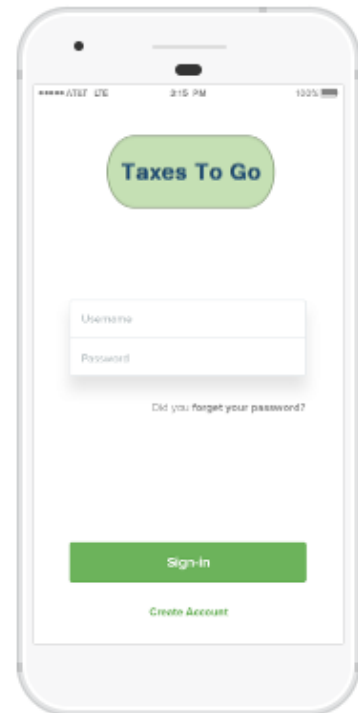 AT&T LTE 2:15 PM 100%
Taxes To Go
Username
Password
Did you forget your password?
Sign-in
Create Account